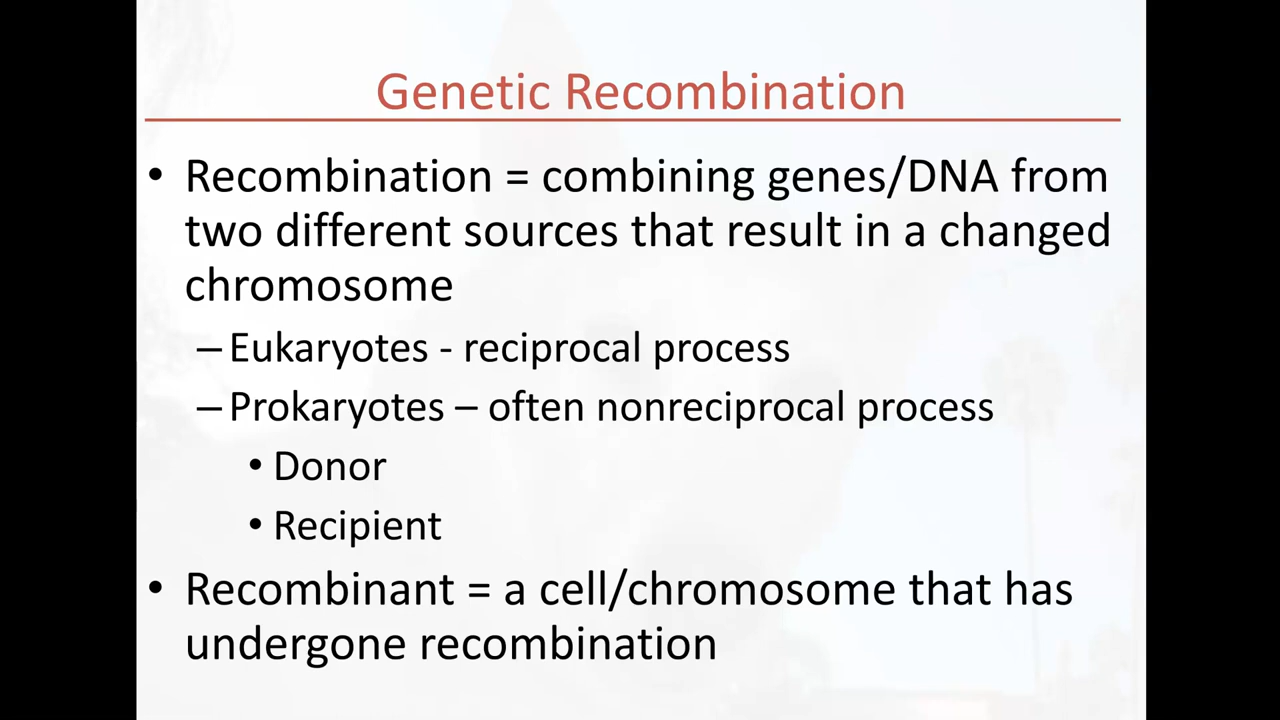 Genetic Recombination
• Recombination = combining genes/DNA from
two different sources that result in a changed
chromosome
– Eukaryotes - reciprocal process
– Prokaryotes – often nonreciprocal process
• Donor
• Recipient
• Recombinant = a cell/chromosome that has
undergone recombination